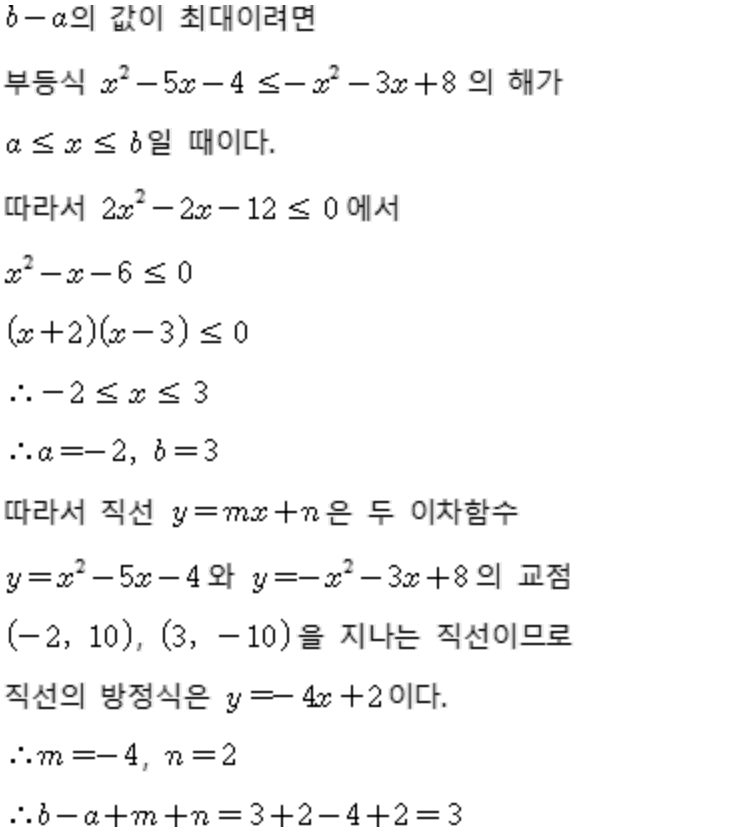 b−a의 값이 최대이려면
부등식 x²−5x−4 ≤−x²−3x+8 의 해가
a ≤ x ≤ b일 때이다.
따라서 2x²−2x−12 ≤ 0 에서
x²−x−6 ≤ 0
(x+2)(x−3) ≤ 0
∴−2 ≤ x ≤ 3
∴a=−2, b=3
따라서 직선 y=mx+n은 두 이차함수
y=x²−5x−4 와 y=−x²−3x+8의 교점
(−2, 10), (3, −10)을 지나는 직선이므로
직선의 방정식은 y=−4x+2이다.
∴m=−4, n=2
∴b−a+m+n=3+2−4+2=3